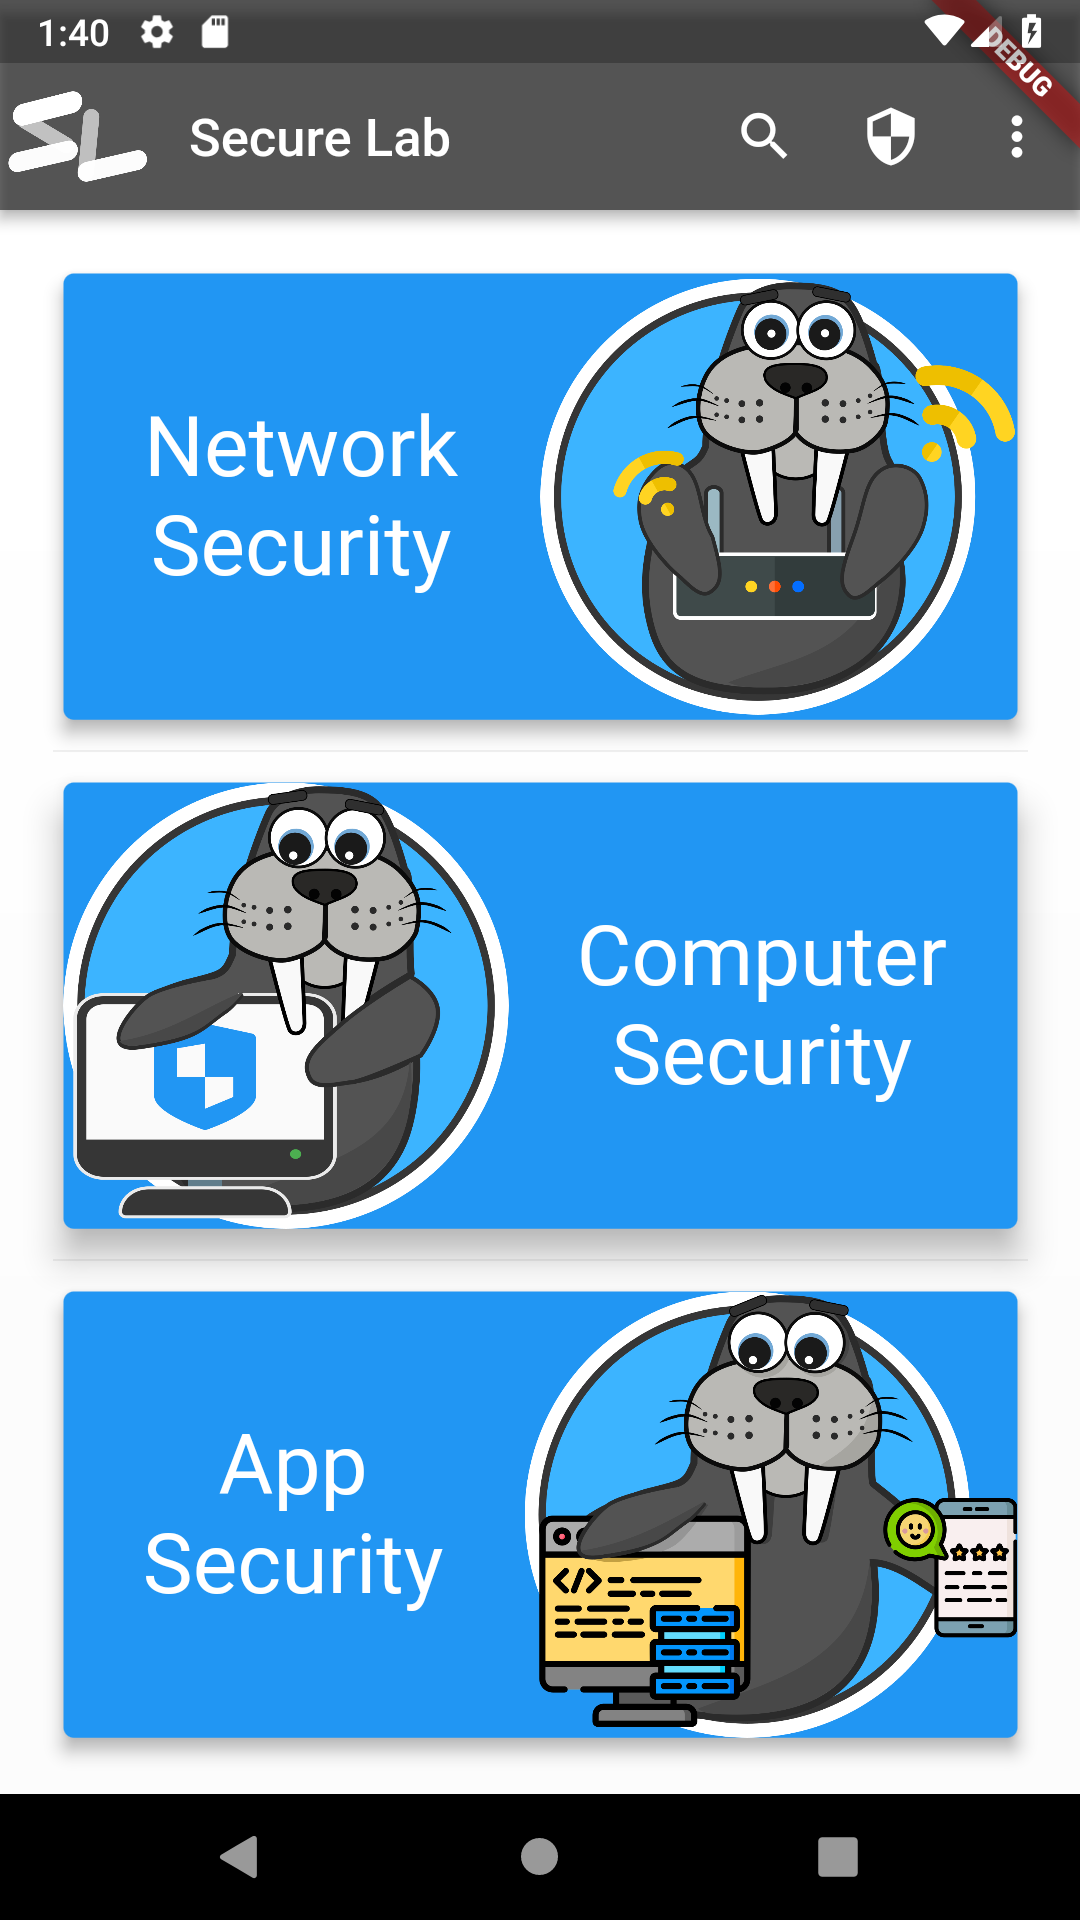 1:40
DEBUG
SL
Secure Lab
Network
Security
Computer
Security
App
Security
</>